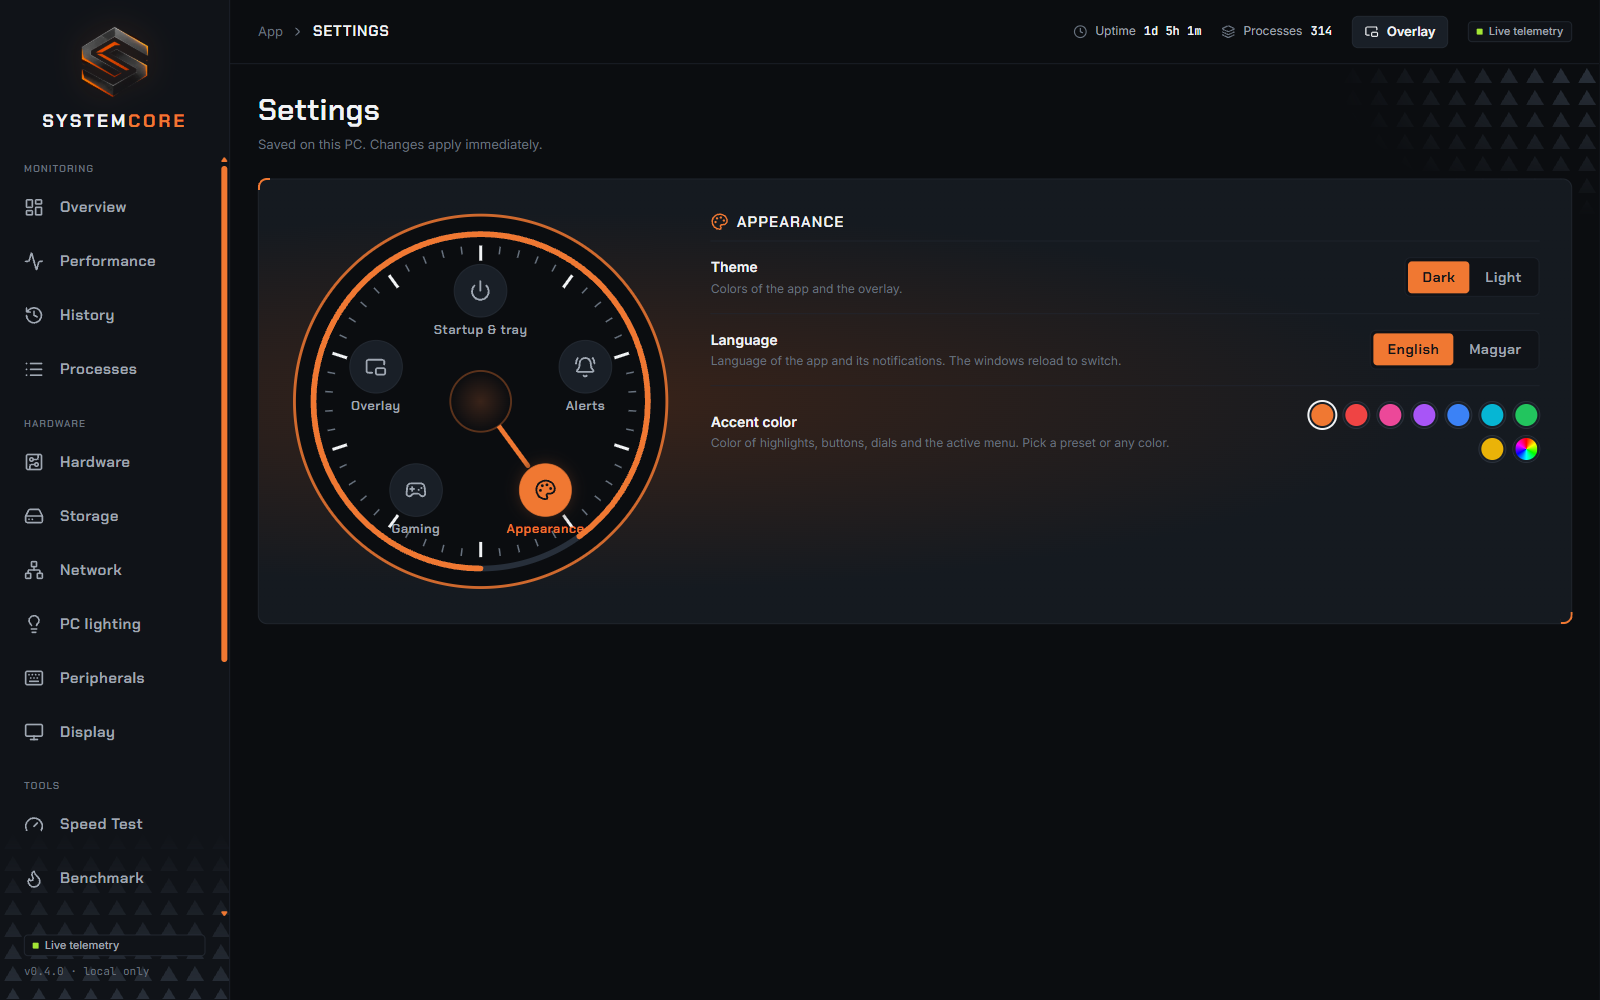 SYSTEMCORE
MONITORING
Overview
Performance
History
Processes
HARDWARE
Hardware
Storage
Network
PC lighting
Peripherals
Display
TOOLS
Speed Test
Benchmark
Live telemetry
v0.4.0 · local only
App > SETTINGS
Uptime 1d 5h 1m
Processes 314
Overlay
Live telemetry
Settings
Saved on this PC. Changes apply immediately.
Startup & tray
Overlay
Alerts
Gaming
Appearance
APPEARANCE
Theme
Colors of the app and the overlay.
Dark Light
Language
Language of the app and its notifications. The windows reload to switch.
English Magyar
Accent color
Color of highlights, buttons, dials and the active menu. Pick a preset or any color.